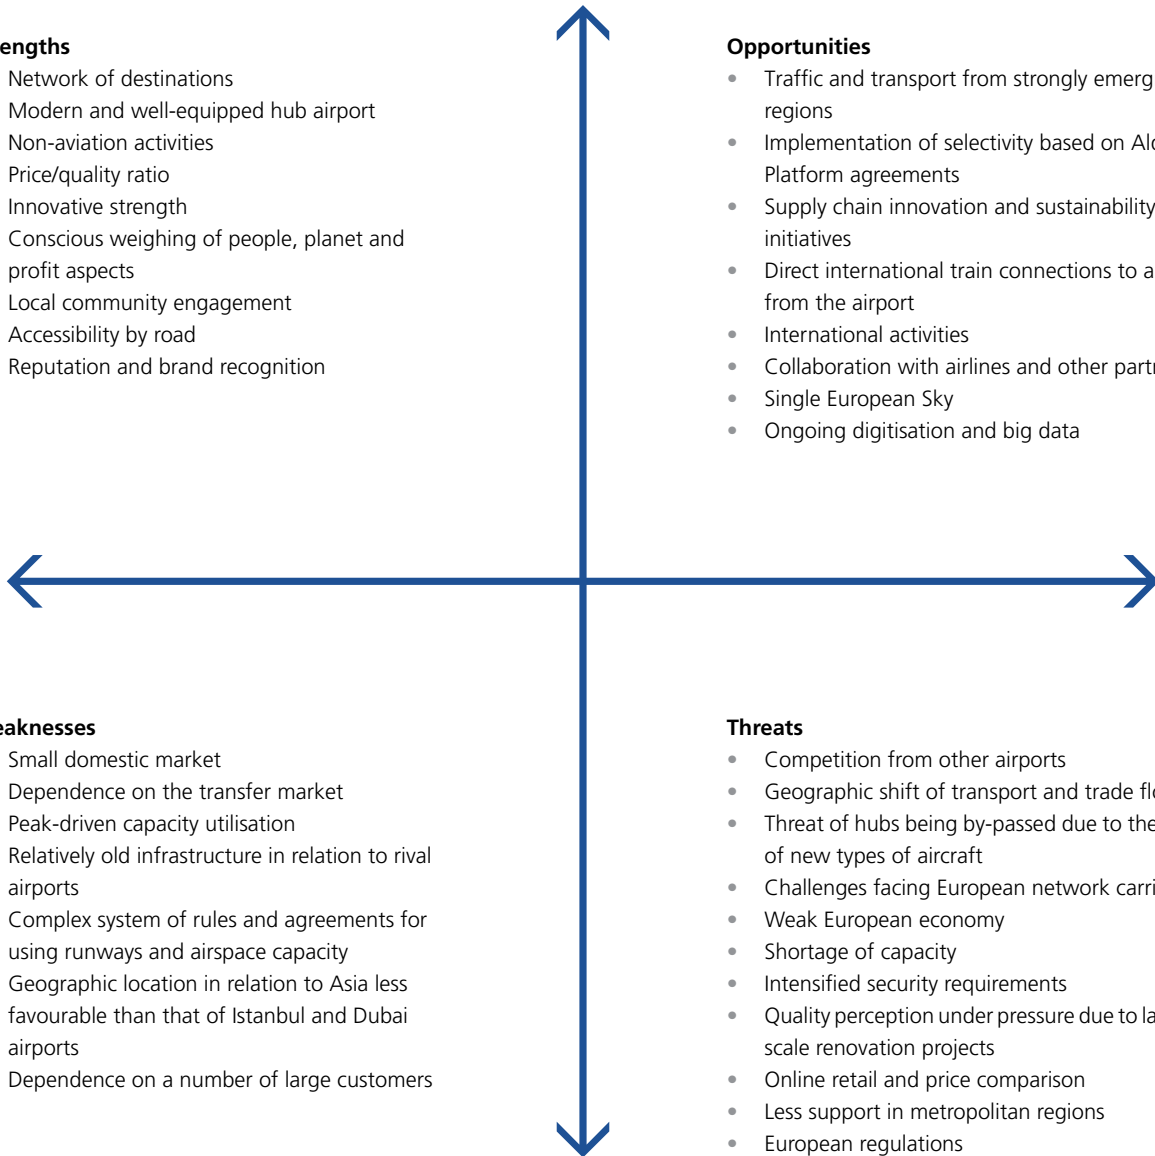 engths
Network of destinations
Modern and well-equipped hub airport
Non-aviation activities
Price/quality ratio
Innovative strength
Conscious weighing of people, planet and
profit aspects
Local community engagement
Accessibility by road
Reputation and brand recognition
Opportunities
• Traffic and transport from strongly emerg
regions
• Implementation of selectivity based on
Platform agreements
• Supply chain innovation and sustainability
initiatives
• Direct international train connections to a
from the airport
• International activities
• Collaboration with airlines and other part
• Single European Sky
• Ongoing digitisation and big data
eaknesses
Small domestic market
Dependence on the transfer market
Peak-driven capacity utilisation
Relatively old infrastructure in relation to rival
airports
Complex system of rules and agreements for
using runways and airspace capacity
Geographic location in relation to Asia less
favourable than that of Istanbul and Dubai
airports
Dependence on a number of large customers
Threats
• Competition from other airports
• Geographic shift of transport and trade flo
• Threat of hubs being by-passed due to the
of new types of aircraft
• Challenges facing European network carri
• Weak European economy
• Shortage of capacity
• Intensified security requirements
• Quality perception under pressure due to la
scale renovation projects
• Online retail and price comparison
• Less support in metropolitan regions
• European regulations